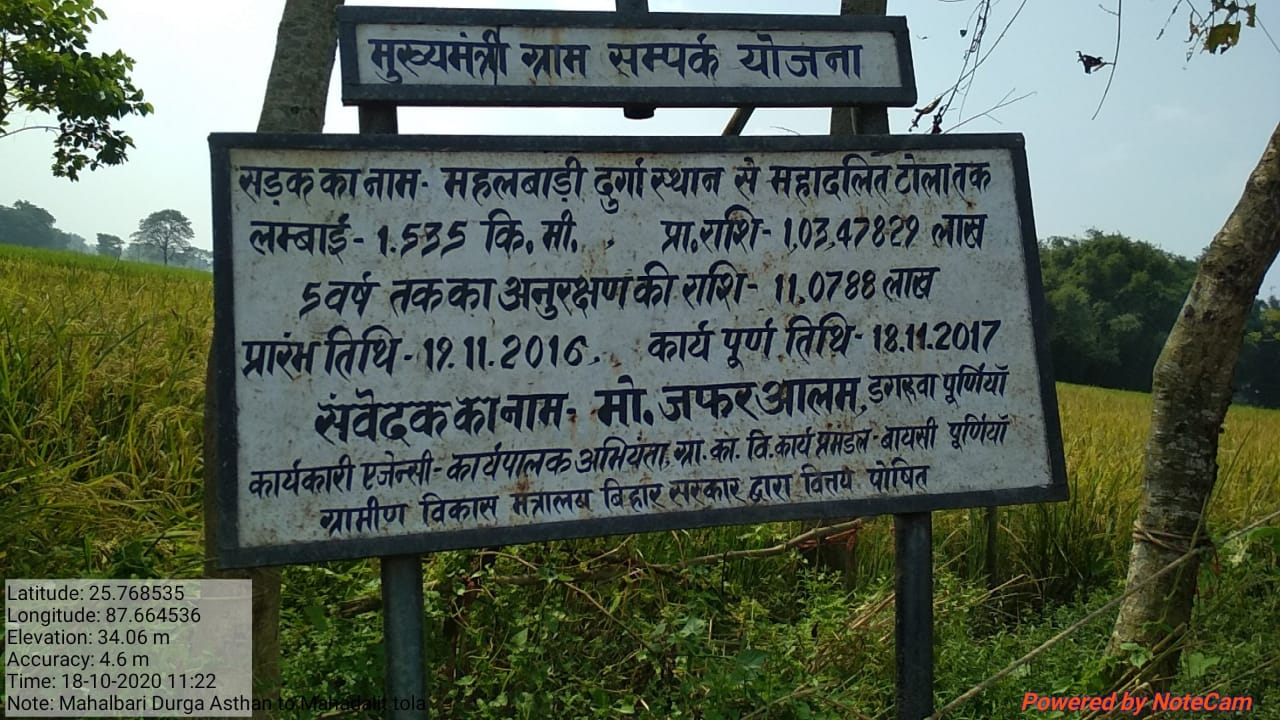 मुख्यमंत्री ग्राम सम्पर्क योजना
सड़क का नाम- महलबाड़ी दुर्गा स्थान से महादलित टोला तक
लम्बाई- 1.535 कि. मी. . प्रा. राशि- 1,03,47829 लाख
5 वर्ष तक का अनुरक्षण की राशि- 11,0788 लाख
प्रारंभ तिथि- 19.11.2016, कार्य पूर्ण तिथि- 18.11.2017
संवेदक का नाम- मो. जफर आलम, डगरुवा पूर्णियाँ
कार्यकारी एजेन्सी- कार्यपालक अभियंता, ग्रा. का. वि. कार्य प्रंमडल- बायसी पूर्णियाँ
ग्रामीण विकास मंत्रालय बिहार सरकार द्वारा वित्तय पोषित
Latitude: 25.768535
Longitude: 87.664536
Elevation: 34.06 m
Accuracy: 4.6 m
Time: 18-10-2020 11:22
Note: Mahalbari Durga Asthan to Mahadalit tola
Powered by NoteCam